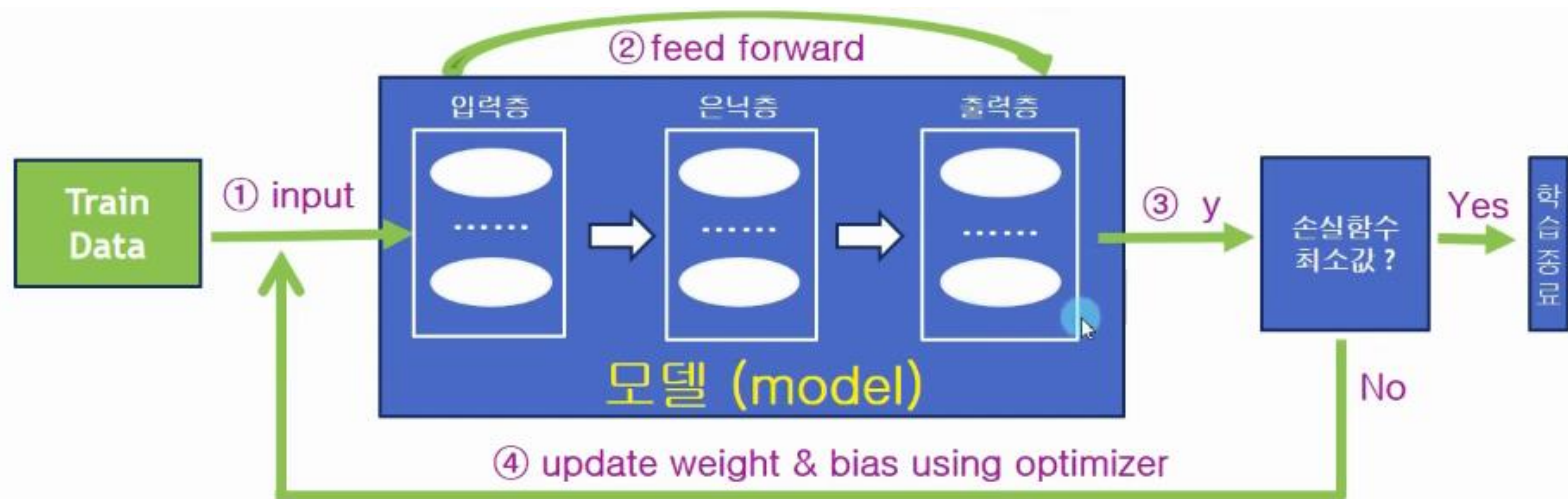 ② feed forward
입력층
은닉층
출력층
Train
Data
① input
......
......
......
③ y
손실함수
최소값 ?
Yes
학
습
종
료
모델 (model)
No
④ update weight & bias using optimizer